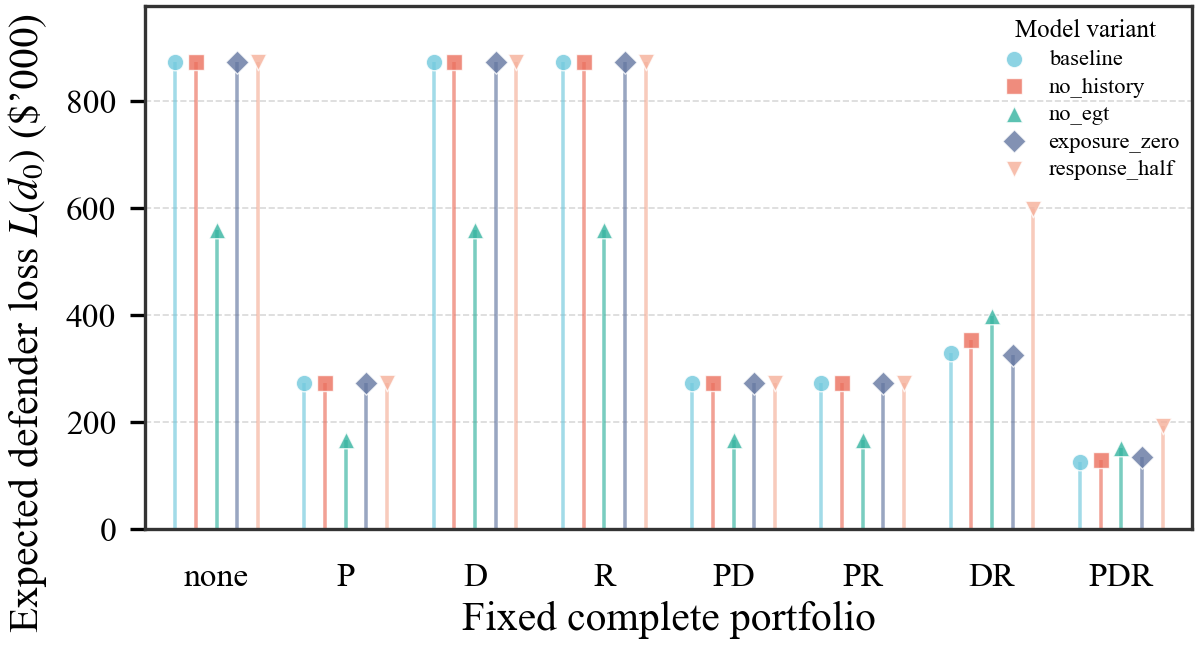 Expected defender loss L(d₀) ($’000)
800
600
400
200
0
Model variant
baseline
no_history
no_egt
exposure_zero
response_half
none P D R PD PR DR PDR
Fixed complete portfolio